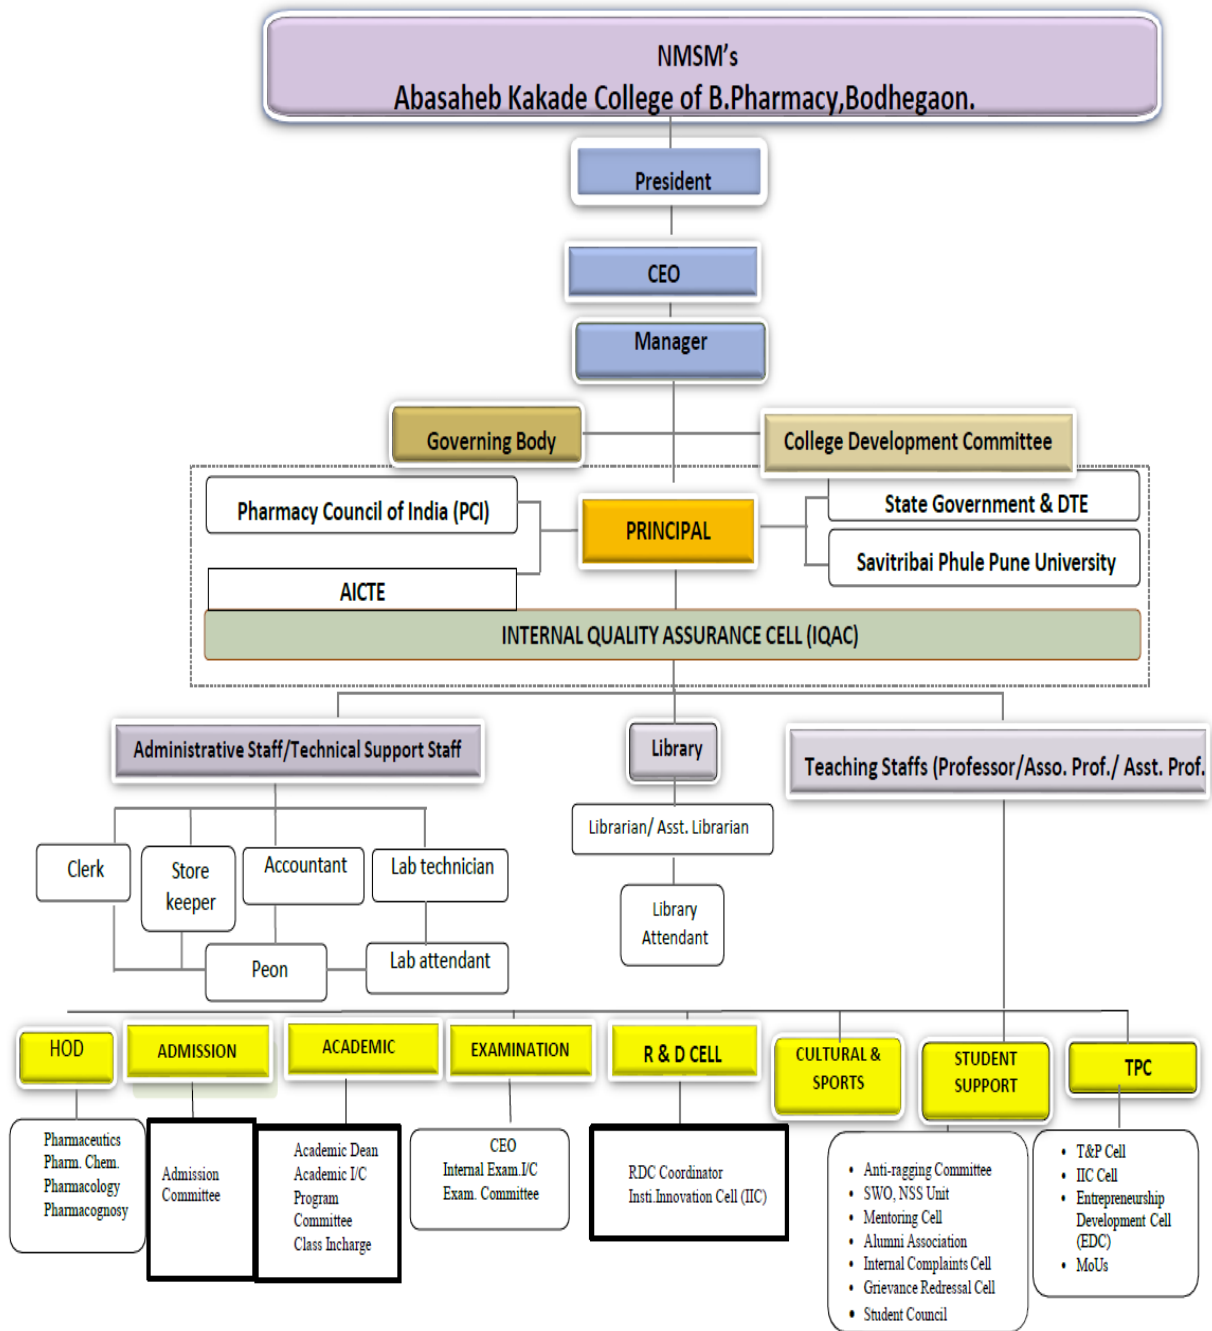 NMSM's
Abasaheb Kakade College of B.Pharmacy,Bodhegaon.
President
CEO
Manager
Governing Body
College Development Committee
Pharmacy Council of India (PCI)
PRINCIPAL
State Government & DTE
Savitribai Phule Pune University
AICTE
INTERNAL QUALITY ASSURANCE CELL (IQAC)
Administrative Staff/Technical Support Staff
Library
Teaching Staffs (Professor/Asso. Prof./ Asst. Prof.
Clerk
Store
keeper
Accountant
Lab technician
Peon
Lab attendant
Librarian/ Asst. Librarian
Library
Attendant
HOD
Pharmaceutics
Pharm. Chem.
Pharmacology
Pharmacognosy
ADMISSION
Admission
Committee
ACADEMIC
Academic Dean
Academic I/C
Program
Committee
Class Incharge
EXAMINATION
CEO
Internal Exam.I/C
Exam. Committee
R & D CELL
RDC Coordinator
Insti.Innovation Cell (IIC)
CULTURAL &
SPORTS
STUDENT
SUPPORT
• Anti-ragging Committee
• SWO, NSS Unit
• Mentoring Cell
• Alumni Association
• Internal Complaints Cell
• Grievance Redressal Cell
• Student Council
TPC
• T&P Cell
• IIC Cell
• Entrepreneurship
Development Cell
(EDC)
• MoUs